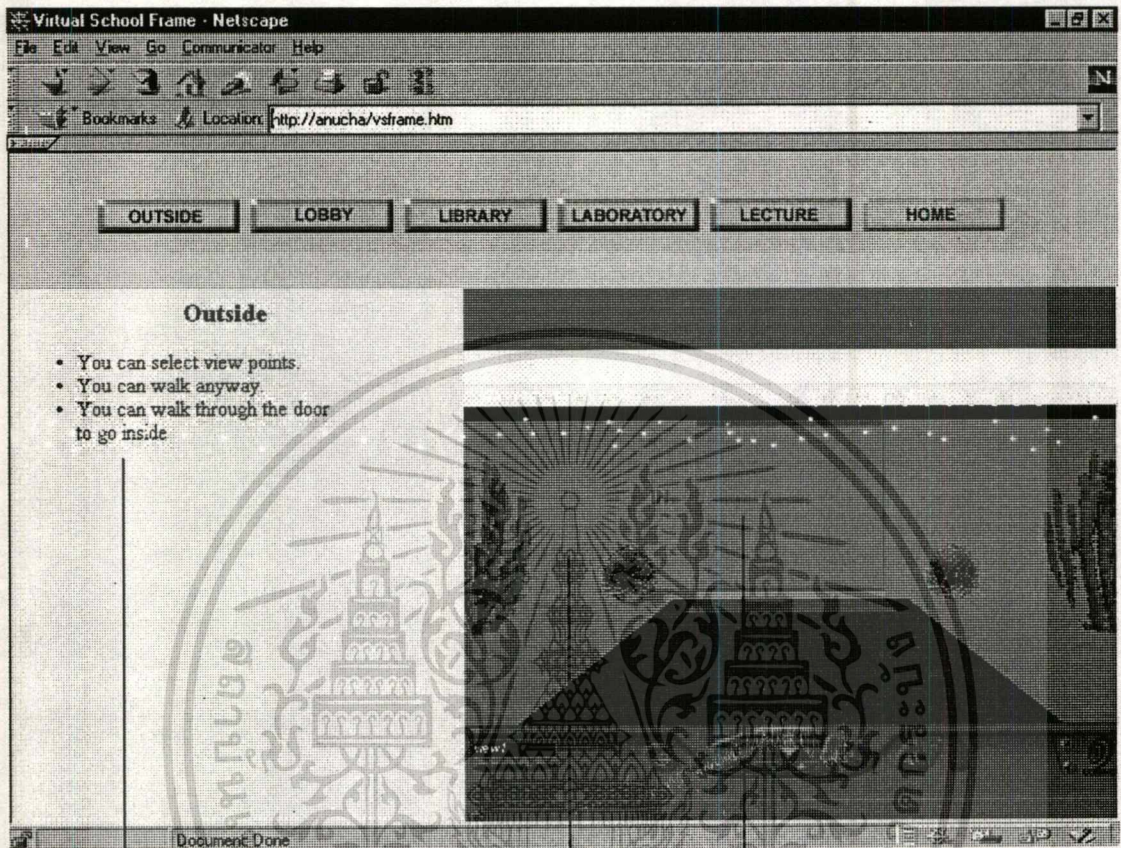 Virtual School Frame - Netscape
File Edit View Go Communicator Help
Bookmarks Location: http://anucha/vsframe.htm
OUTSIDE LOBBY LIBRARY LABORATORY LECTURE HOME
Outside
• You can select view points.
• You can walk anyway.
• You can walk through the door
to go inside
view1
Document: Done